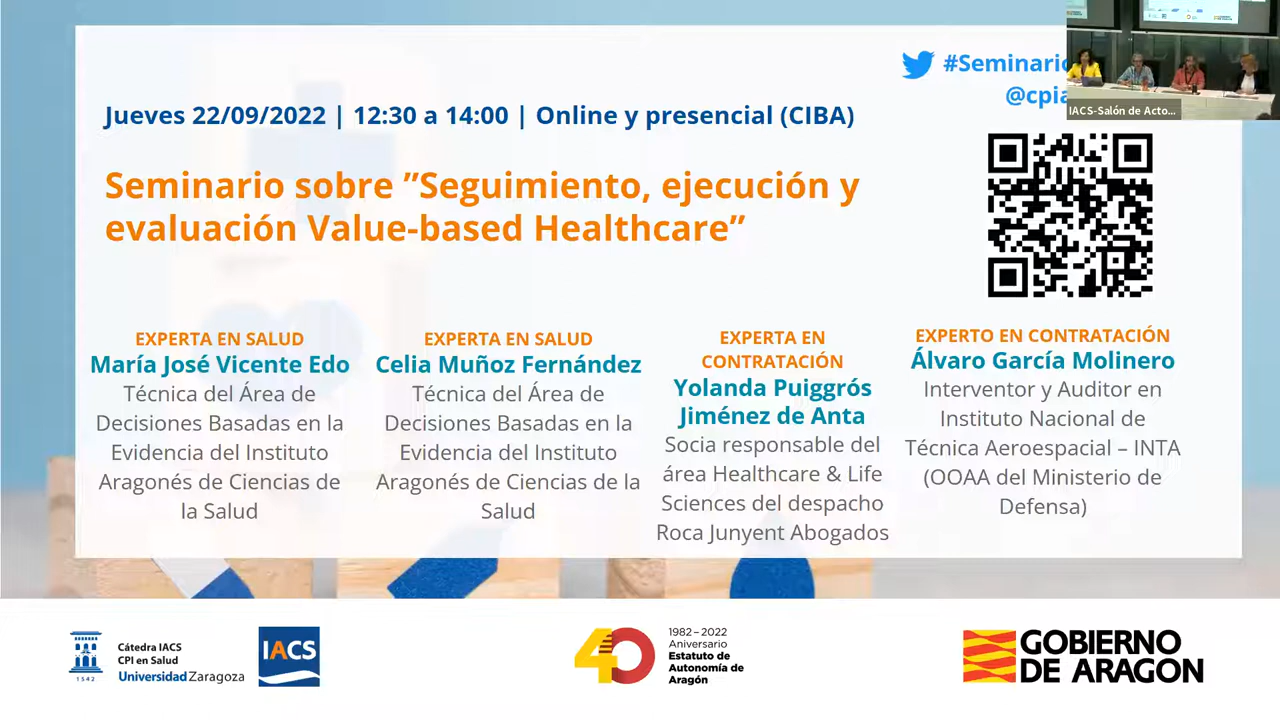 #Seminario
@cpia
IACS-Salón de Acto...
Jueves 22/09/2022 | 12:30 a 14:00 | Online y presencial (CIBA)
Seminario sobre ”Seguimiento, ejecución y
evaluación Value-based Healthcare”
EXPERTA EN SALUD
María José Vicente Edo
Técnica del Área de
Decisiones Basadas en la
Evidencia del Instituto
Aragonés de Ciencias de
la Salud
EXPERTA EN SALUD
Celia Muñoz Fernández
Técnica del Área de
Decisiones Basadas en la
Evidencia del Instituto
Aragonés de Ciencias de la
Salud
EXPERTA EN
CONTRATACIÓN
Yolanda Puiggrós
Jiménez de Anta
Socia responsable del
área Healthcare & Life
Sciences del despacho
Roca Junyent Abogados
EXPERTO EN CONTRATACIÓN
Álvaro García Molinero
Interventor y Auditor en
Instituto Nacional de
Técnica Aeroespacial – INTA
(OOAA del Ministerio de
Defensa)
1542
Cátedra IACS
CPI en Salud
Universidad Zaragoza
IACS
40
1982–2022
Aniversario
Estatuto de
Autonomía de
Aragón
GOBIERNO
DE ARAGON